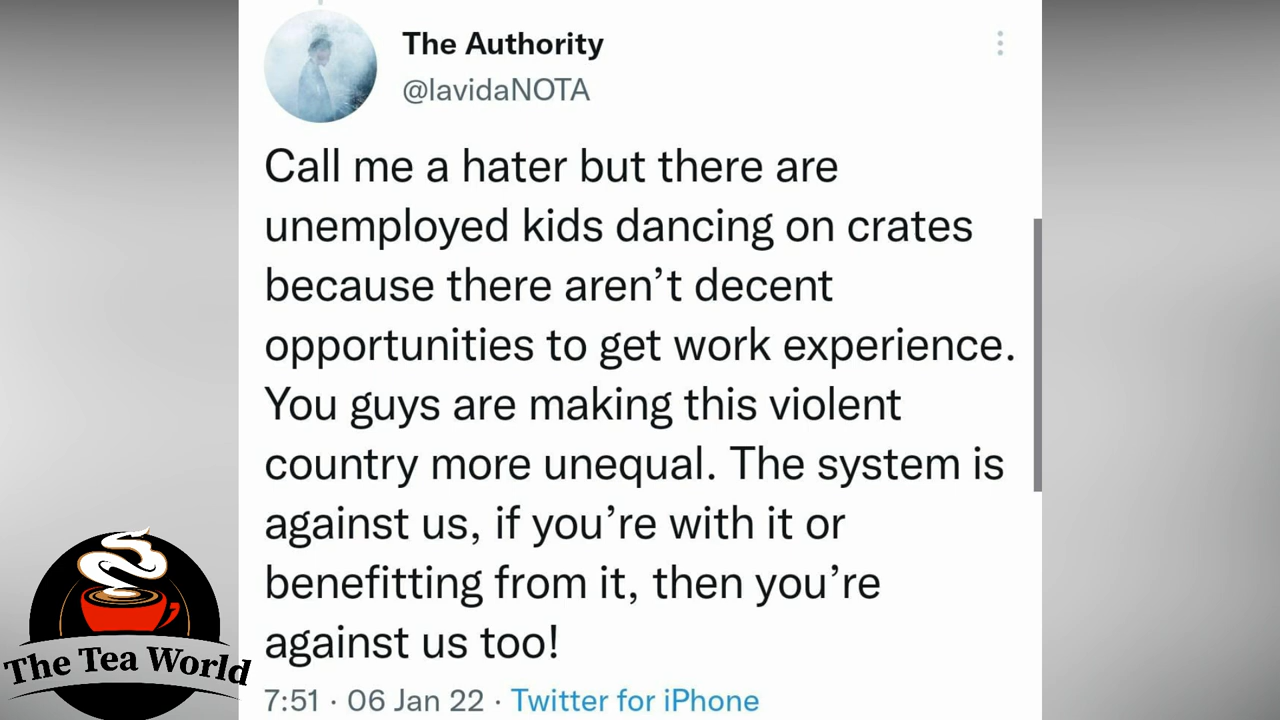 The Authority
@lavidaNOTA
Call me a hater but there are
unemployed kids dancing on crates
because there aren’t decent
opportunities to get work experience.
You guys are making this violent
country more unequal. The system is
against us, if you’re with it or
benefitting from it, then you’re
against us too!
7:51 · 06 Jan 22 · Twitter for iPhone
The Tea World